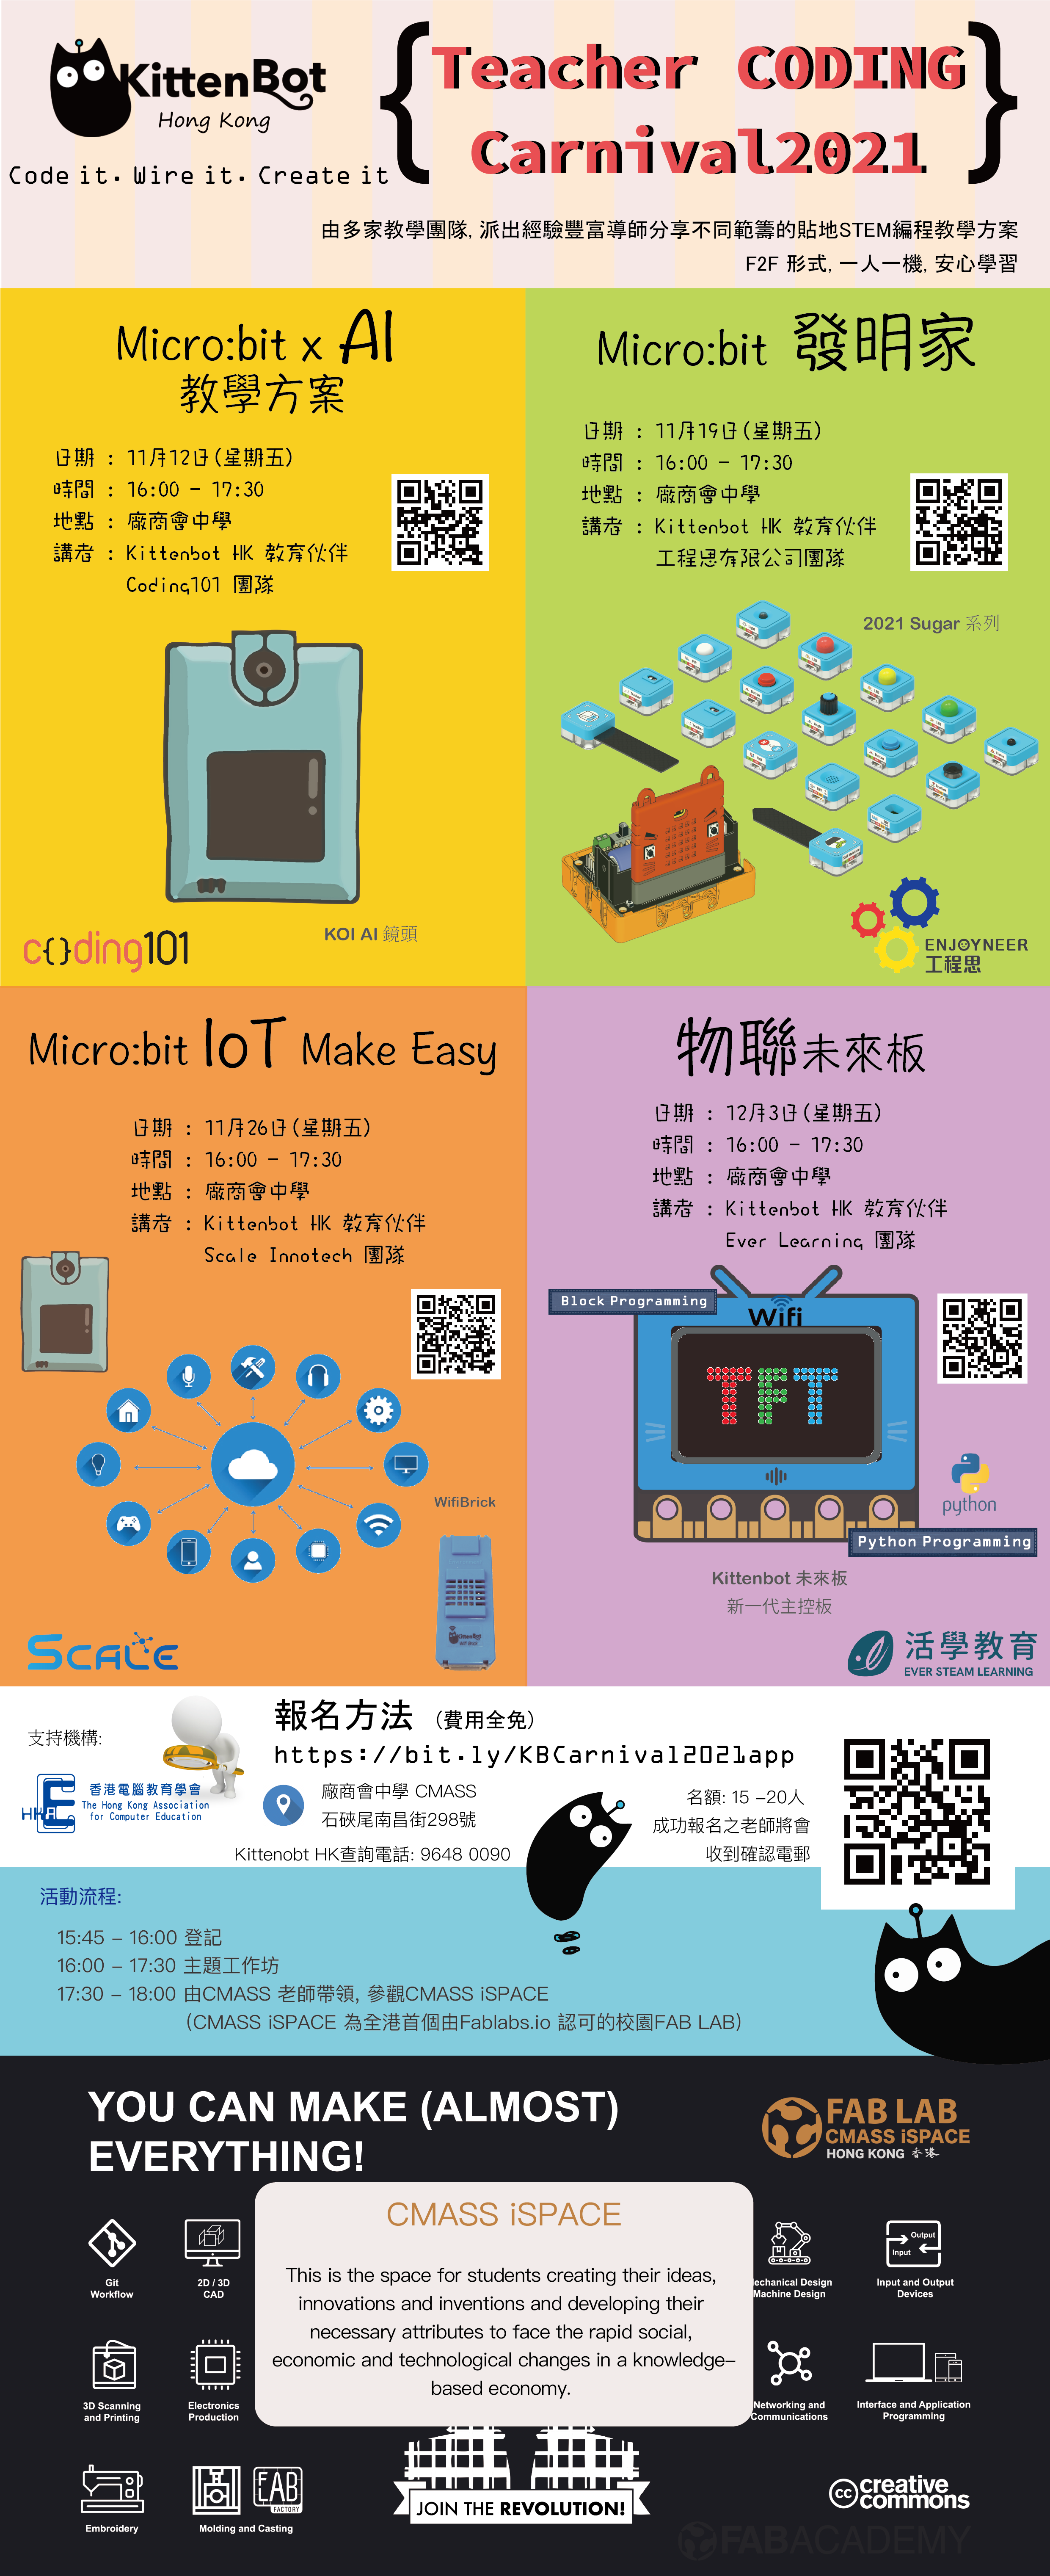 KittenBot
Hong Kong
Code it. Wire it. Create it
{Teacher CODING
Carnival2021}
由多家教學團隊, 派出經驗豐富導師分享不同範籌的貼地STEM編程教學方案
F2F 形式, 一人一機, 安心學習
Micro:bit x AI
教學方案
日期 : 11月12日(星期五)
時間 : 16:00 - 17:30
地點 : 廠商會中學
講者 : Kittenbot HK 教育伙伴
Coding101 團隊
c{}ding101
KOI AI 鏡頭
Micro:bit 發明家
日期 : 11月19日(星期五)
時間 : 16:00 - 17:30
地點 : 廠商會中學
講者 : Kittenbot HK 教育伙伴
工程思有限公司團隊
2021 Sugar 系列
ENJOYNEER
工程思
Micro:bit IoT Make Easy
日期 : 11月26日(星期五)
時間 : 16:00 - 17:30
地點 : 廠商會中學
講者 : Kittenbot HK 教育伙伴
Scale Innotech 團隊
WifiBrick
KittenBot
SCALE
物聯未來板
日期 : 12月3日(星期五)
時間 : 16:00 - 17:30
地點 : 廠商會中學
講者 : Kittenbot HK 教育伙伴
Ever Learning 團隊
Block Programming
Wifi
TFT
python
Python Programming
Kittenbot 未來板
新一代主控板
活學教育
EVER STEAM LEARNING
支持機構:
HKACE
香港電腦教育學會
The Hong Kong Association
for Computer Education
報名方法 (費用全免)
https://bit.ly/KBCarnival2021app
廠商會中學 CMASS
石硤尾南昌街298號
Kittenobt HK查詢電話: 9648 0090
名額: 15 -20人
成功報名之老師將會
收到確認電郵
活動流程:
15:45 - 16:00 登記
16:00 - 17:30 主題工作坊
17:30 - 18:00 由CMASS 老師帶領, 參觀CMASS iSPACE
(CMASS iSPACE 為全港首個由Fablabs.io 認可的校園FAB LAB)
YOU CAN MAKE (ALMOST)
EVERYTHING!
FAB LAB
CMASS iSPACE
HONG KONG 香港
CMASS iSPACE
This is the space for students creating their ideas,
innovations and inventions and developing their
necessary attributes to face the rapid social,
economic and technological changes in a knowledge-
based economy.
Git
Workflow
2D / 3D
CAD
echanical Design
Machine Design
Output
Input
Input and Output
Devices
3D Scanning
and Printing
Electronics
Production
Networking and
Communications
Interface and Application
Programming
Embroidery
FAB
FACTORY
Molding and Casting
JOIN THE REVOLUTION!
cc creative
commons
FABACADEMY